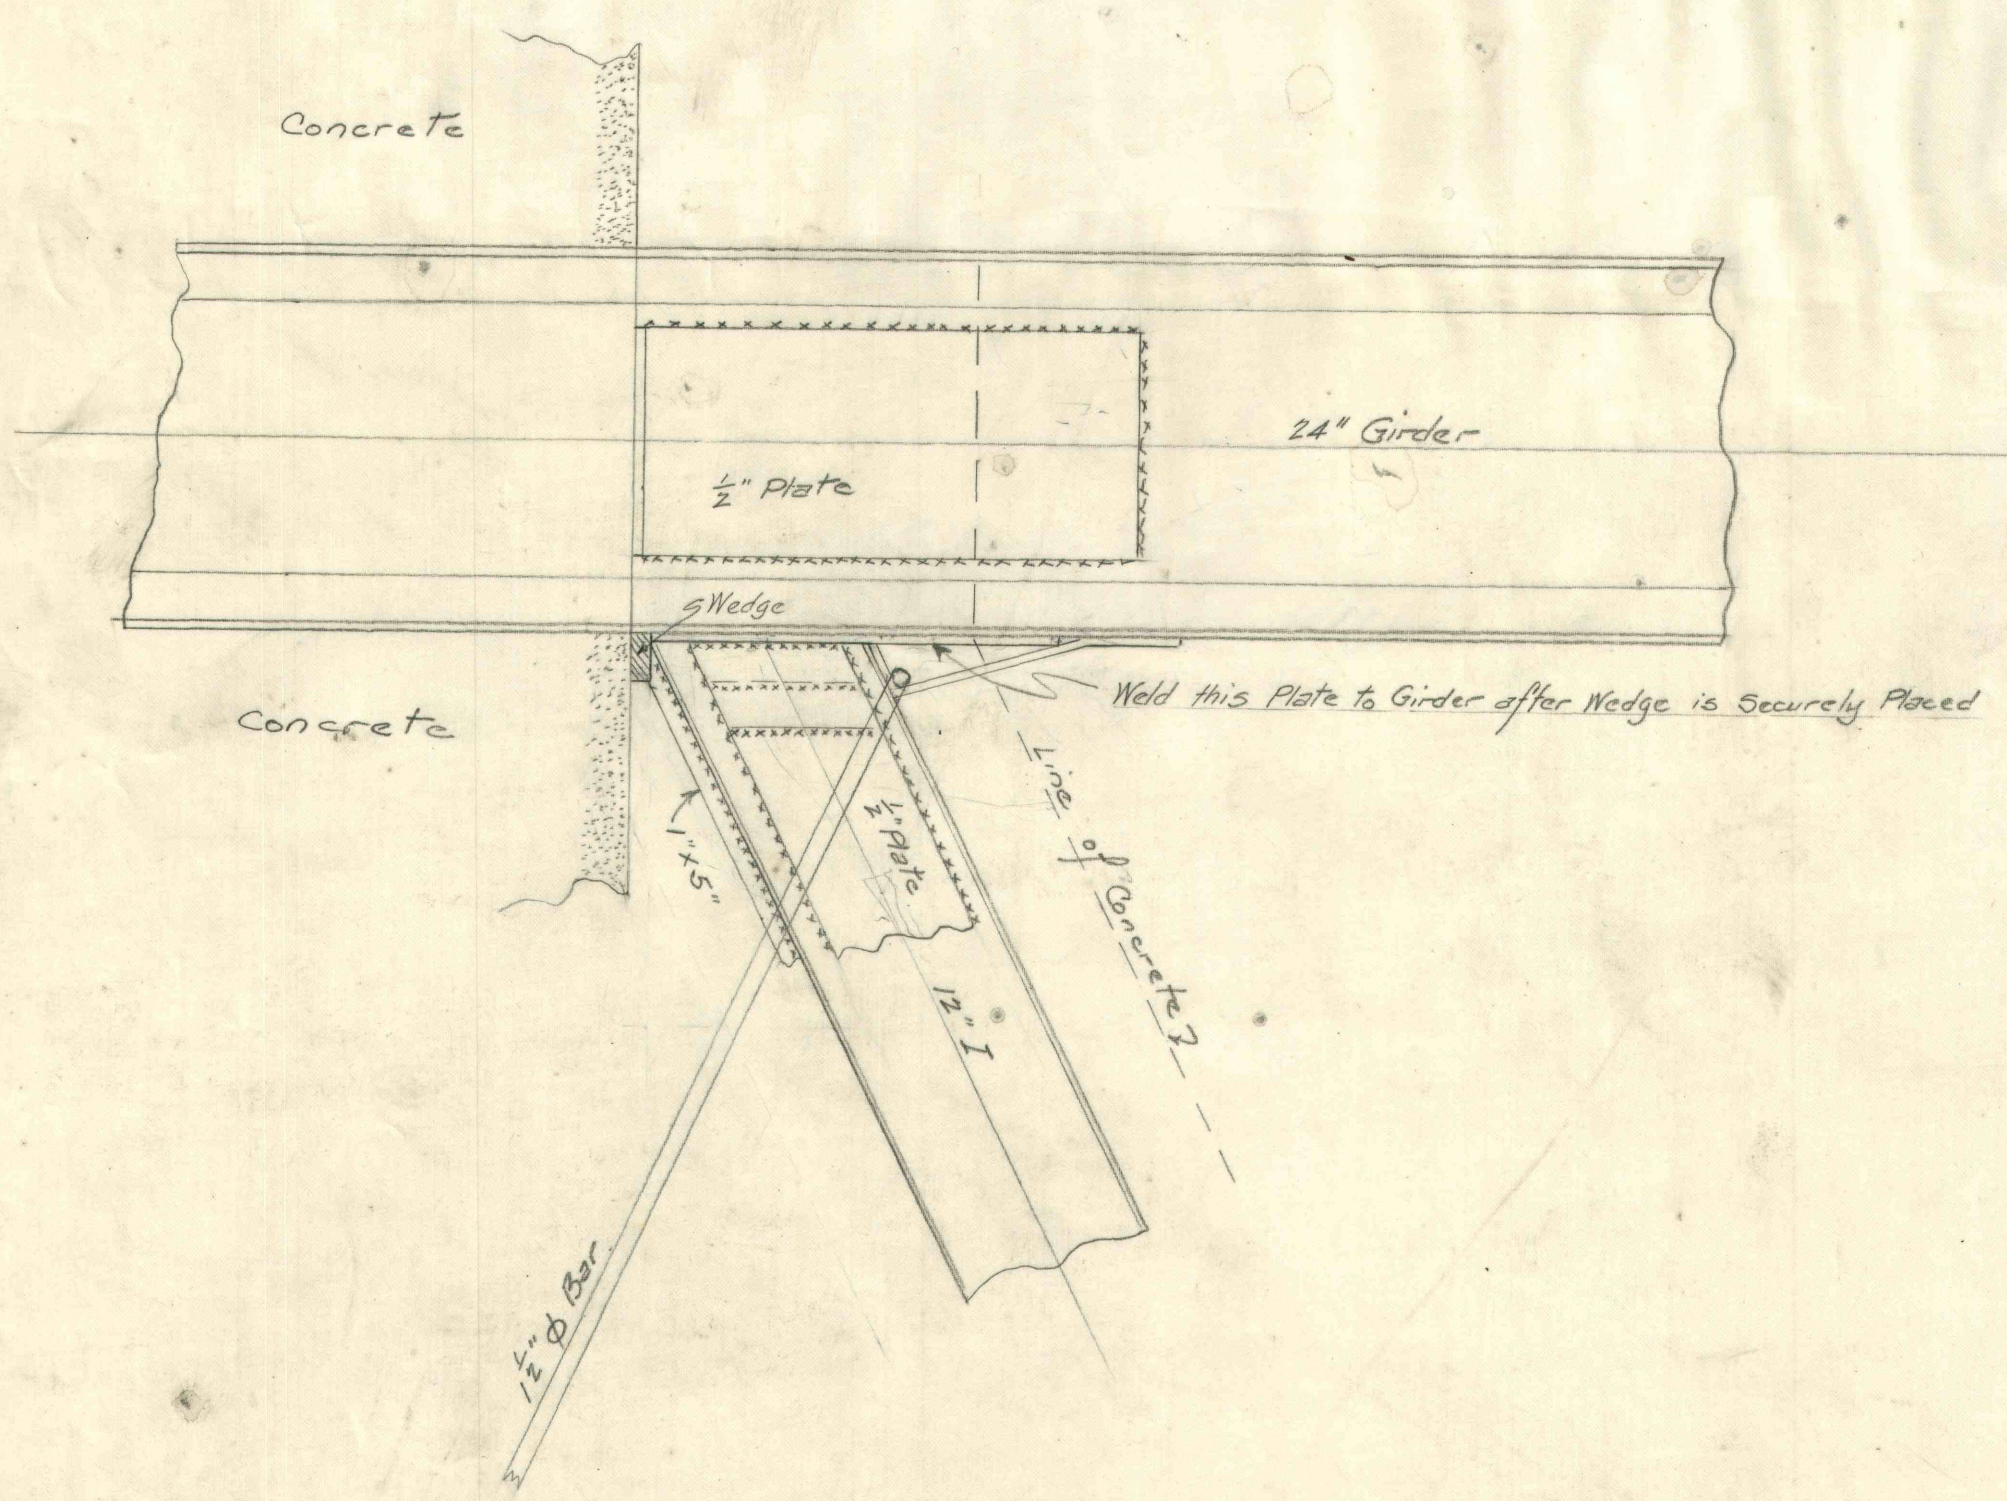 Concrete
24" Girder
1/2" Plate
Wedge
Weld this Plate to Girder after Wedge is Securely Placed
Concrete
Line of Concrete
1/2" Plate
1" x 5"
12" I
1 1/2" ϕ Bar